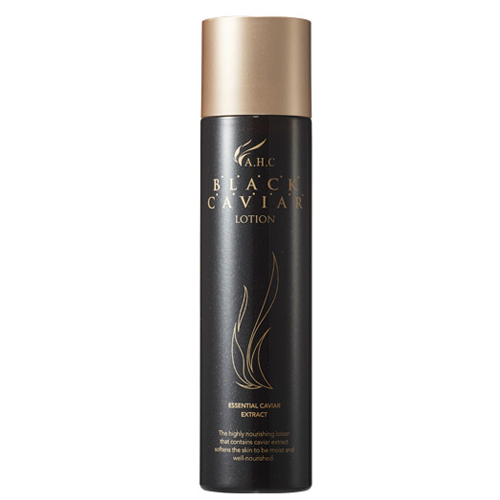 A.H.C
BLACK
CAVIAR
LOTION
ESSENTIAL CAVIAR
EXTRACT
The highly nourishing lotion
that contains caviar extract
softens the skin to be moist and
well-nourished.